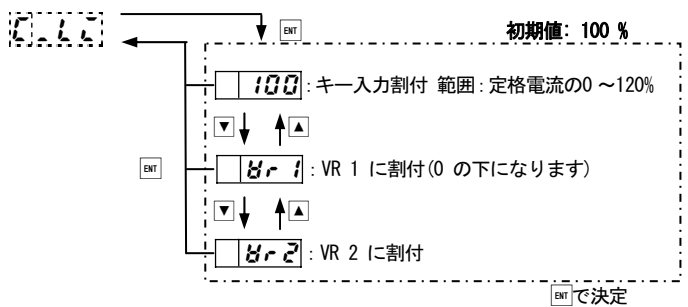 C_Li
ENT
初期値: 100 %
100 : キー入力割付 範囲:定格電流の0 ~120%
▼ ▲
ENT
Vr 1 : VR 1 に割付(0 の下になります)
▼ ▲
Vr 2 : VR 2 に割付
ENT で決定